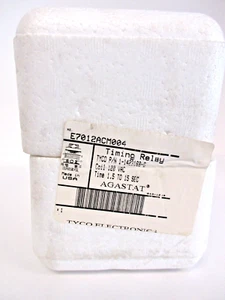 E7012ACM004
Timing Relay
TYCO P/N
Coil 120 VAC
Time 1.5 TO 15 SEC
USA
AGASTAT
TYCO ELECTRONICS